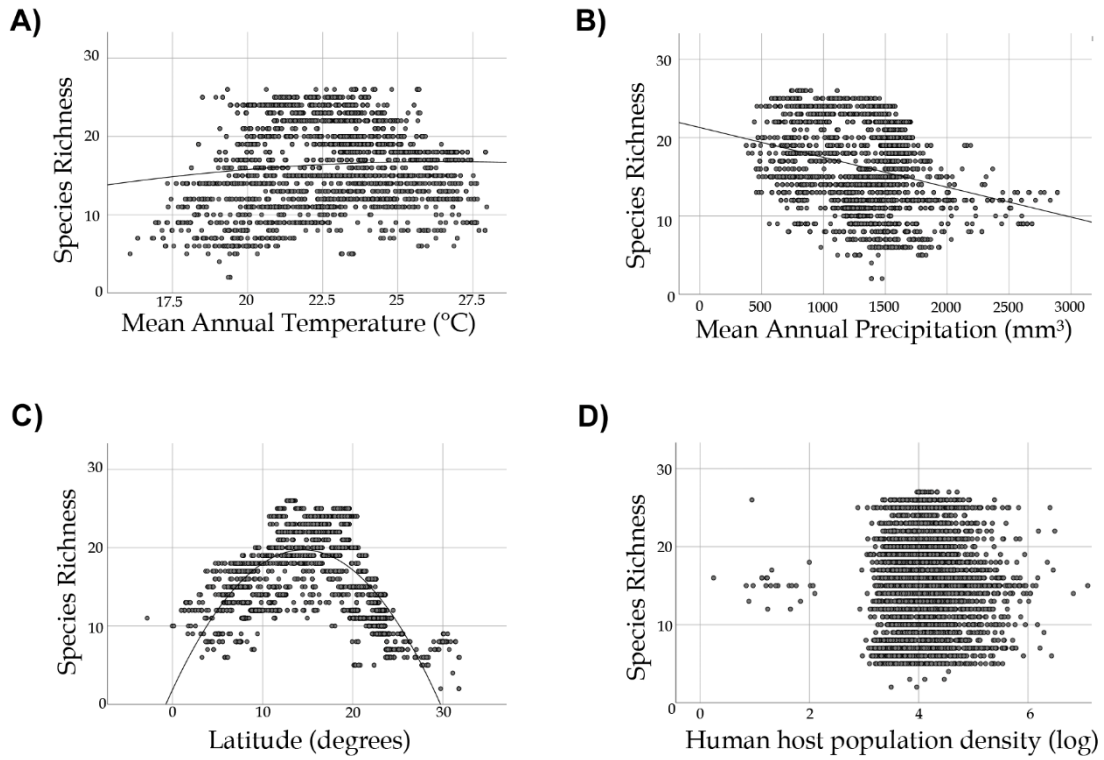 A)
Species Richness
30
20
10
0
17.5 20 22.5 25 27.5
Mean Annual Temperature (ºC)
B)
Species Richness
30
20
10
0
0 500 1000 1500 2000 2500 3000
Mean Annual Precipitation (mm³)
C)
Species Richness
30
20
10
0
0 10 20 30
Latitude (degrees)
D)
Species Richness
30
20
10
0
0 2 4 6
Human host population density (log)